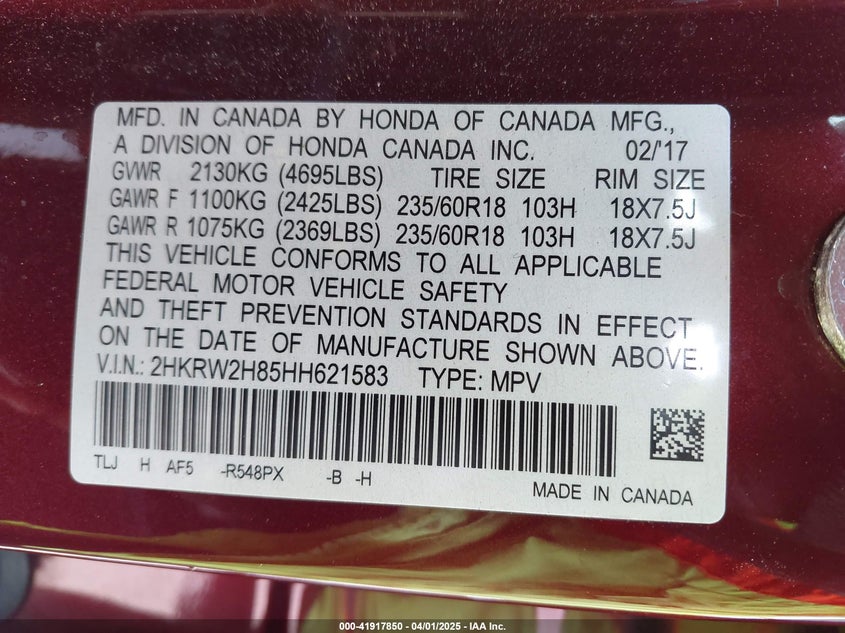 MFD. IN CANADA BY HONDA OF CANADA MFG.,
A DIVISION OF HONDA CANADA INC. 02/'17
GVWR 2130KG (4695LBS) TIRE SIZE RIM SIZE
GAWR F 1100KG (2425LBS) 235/60R18 103H 18X7.5J
GAWR R 1075KG (2369LBS) 235/60R18 103H 18X7.5J
THIS VEHICLE CONFORMS TO ALL APPLICABLE
FEDERAL MOTOR VEHICLE SAFETY
AND THEFT PREVENTION STANDARDS IN EFFECT
ON THE DATE OF MANUFACTURE SHOWN ABOVE.
V.I.N.: 2HKRW2H85HH621583 TYPE: MPV
TLJ H AF5 -R548PX -B -H
MADE IN CANADA
000-41917850 - 04/01/2025 - IAA Inc.